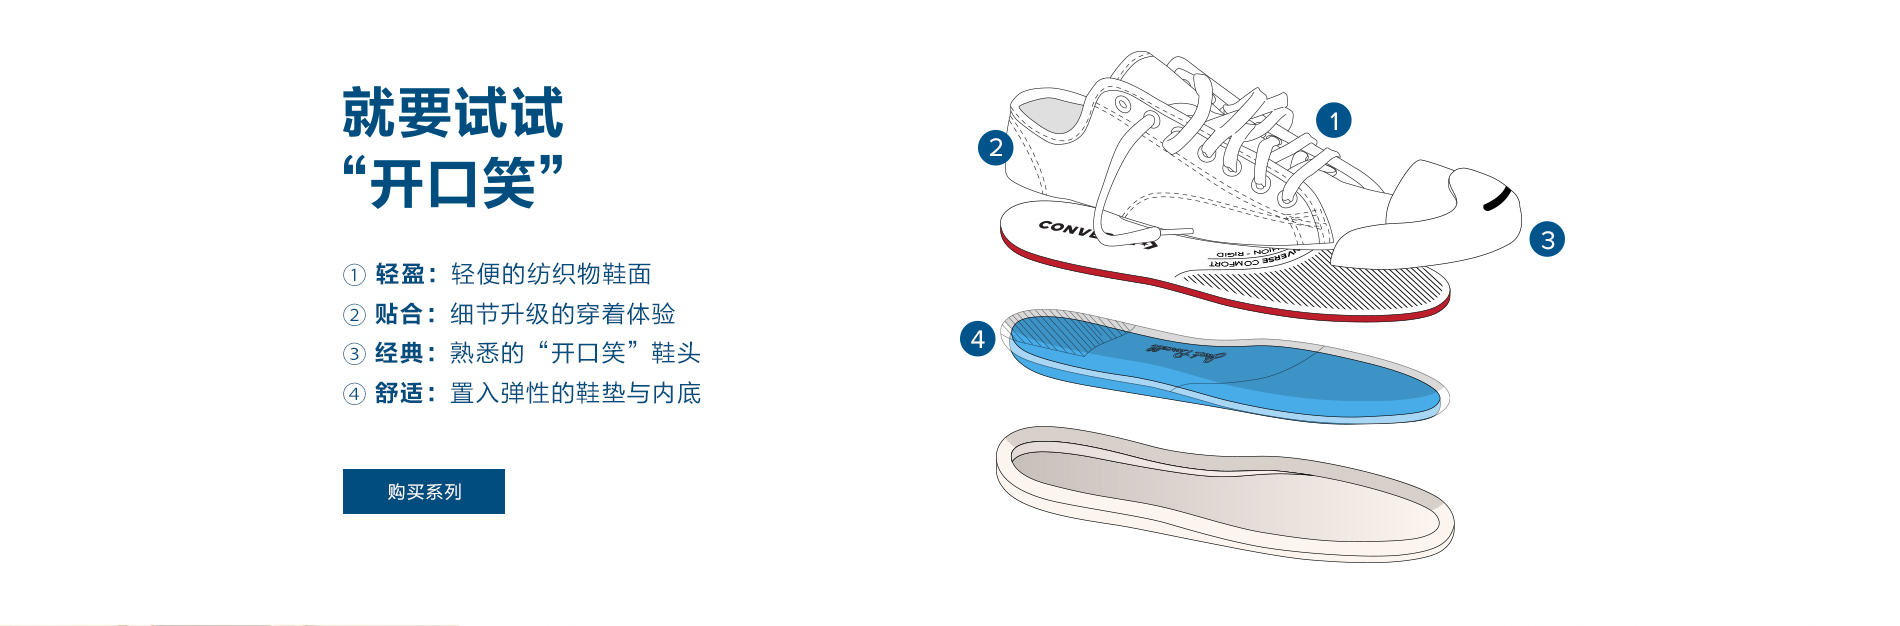 就要试试
“开口笑”
① 轻盈：轻便的纺织物鞋面
② 贴合：细节升级的穿着体验
③ 经典：熟悉的“开口笑”鞋头
④ 舒适：置入弹性的鞋垫与内底
购买系列
1
2
3
CONVE
VERSE COMFORT
ION - RIGID
4